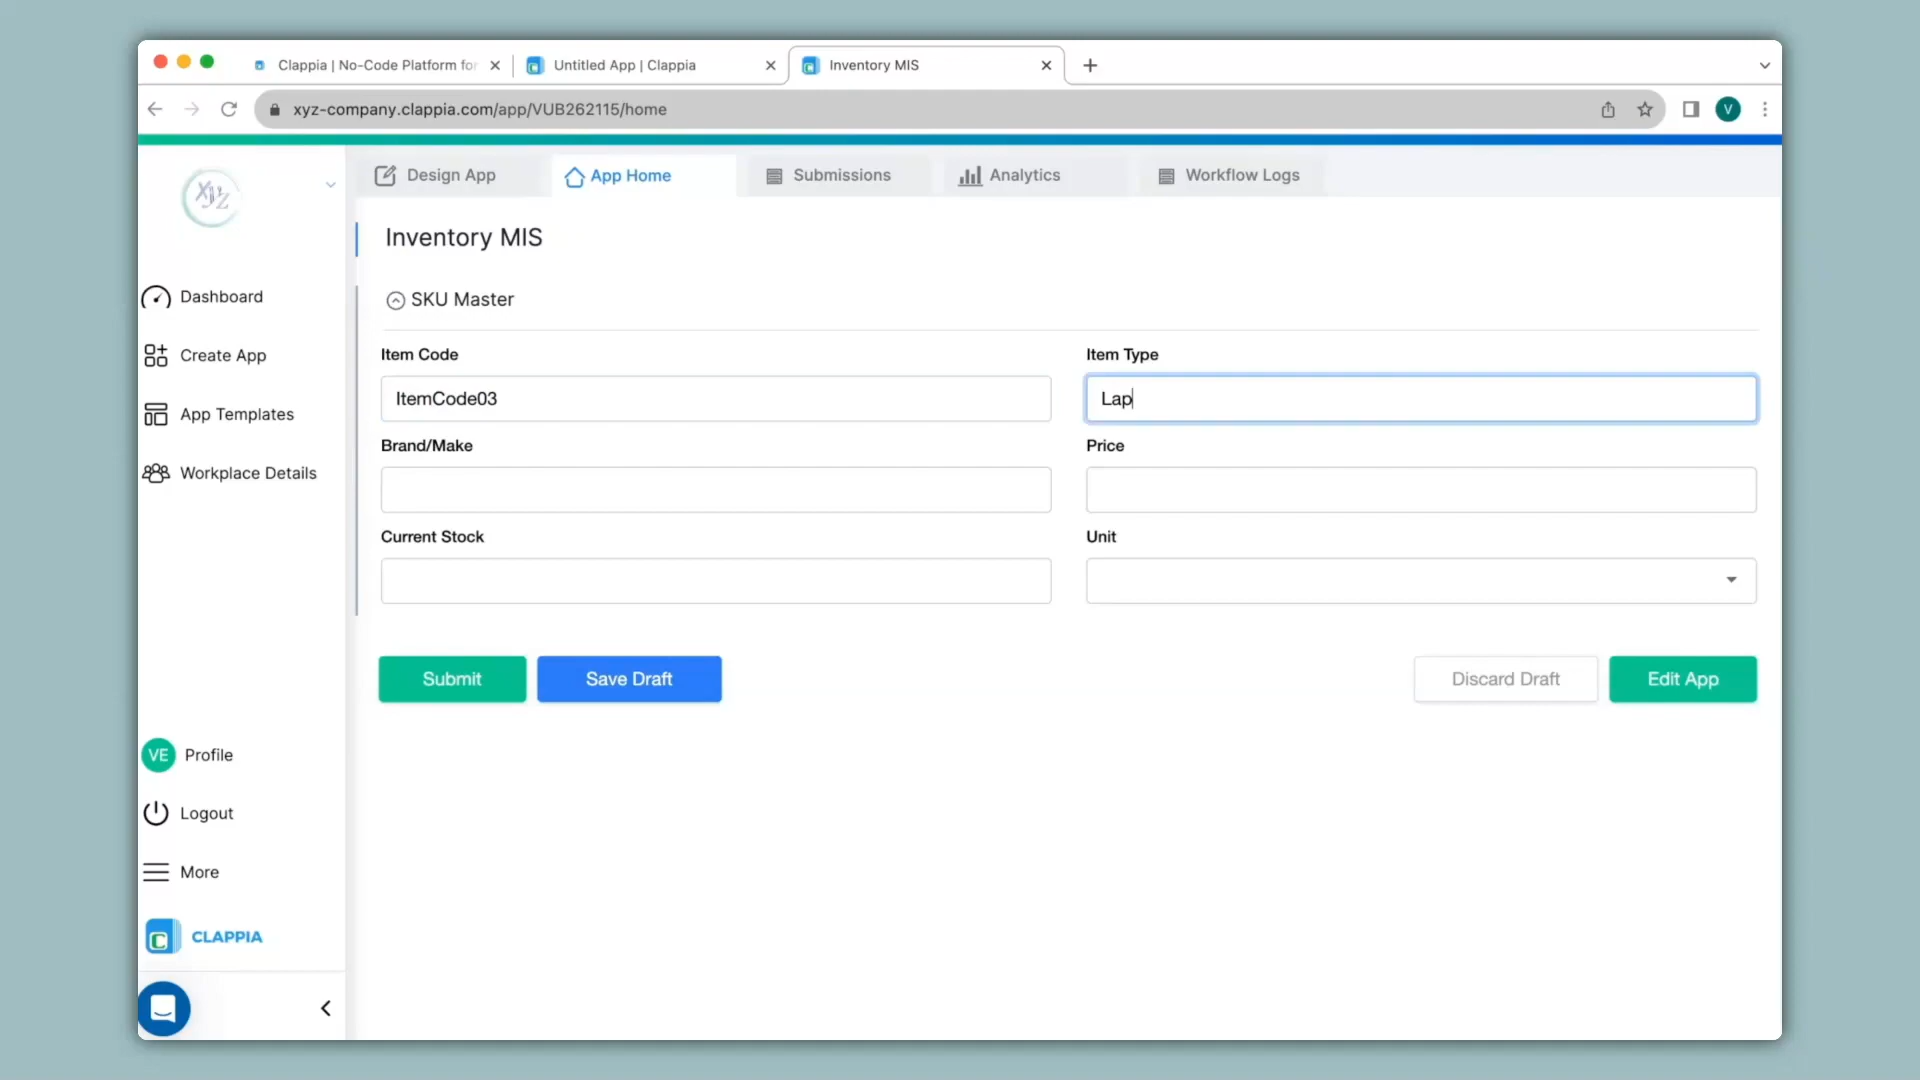 Clappia | No-Code Platform for
Untitled App | Clappia
Inventory MIS
xyz-company.clappia.com/app/VUB262115/home
V
XYZ
Design App
App Home
Submissions
Analytics
Workflow Logs
Dashboard
Create App
App Templates
Workplace Details
Inventory MIS
SKU Master
Item Code
Item Type
ItemCode03
Lap
Brand/Make
Price
Current Stock
Unit
Submit
Save Draft
Discard Draft
Edit App
VE
Profile
Logout
More
C
CLAPPIA